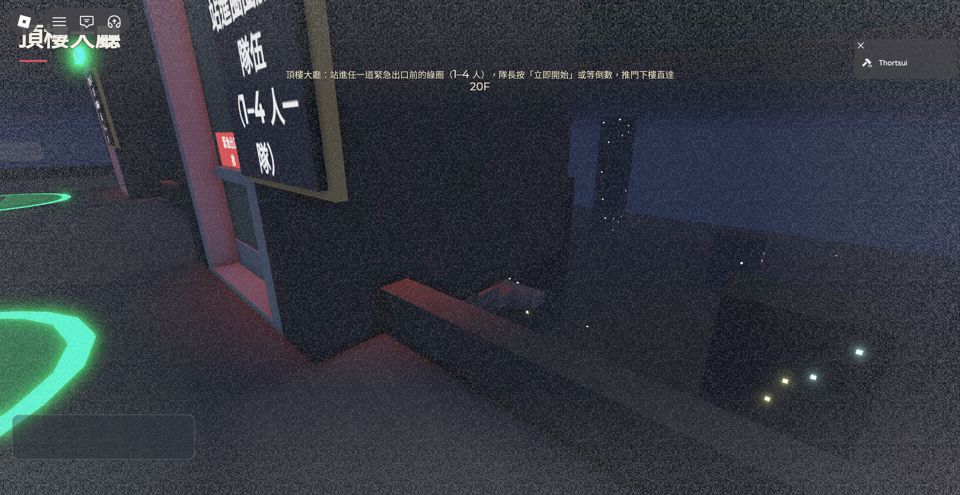 頂樓大廳
頂樓大廳：站進任一道緊急出口前的綠圈（1–4 人），隊長按「立即開始」或等倒數，推門下樓直達
20F
Thortsui
隊伍
(1–4 人一
隊)